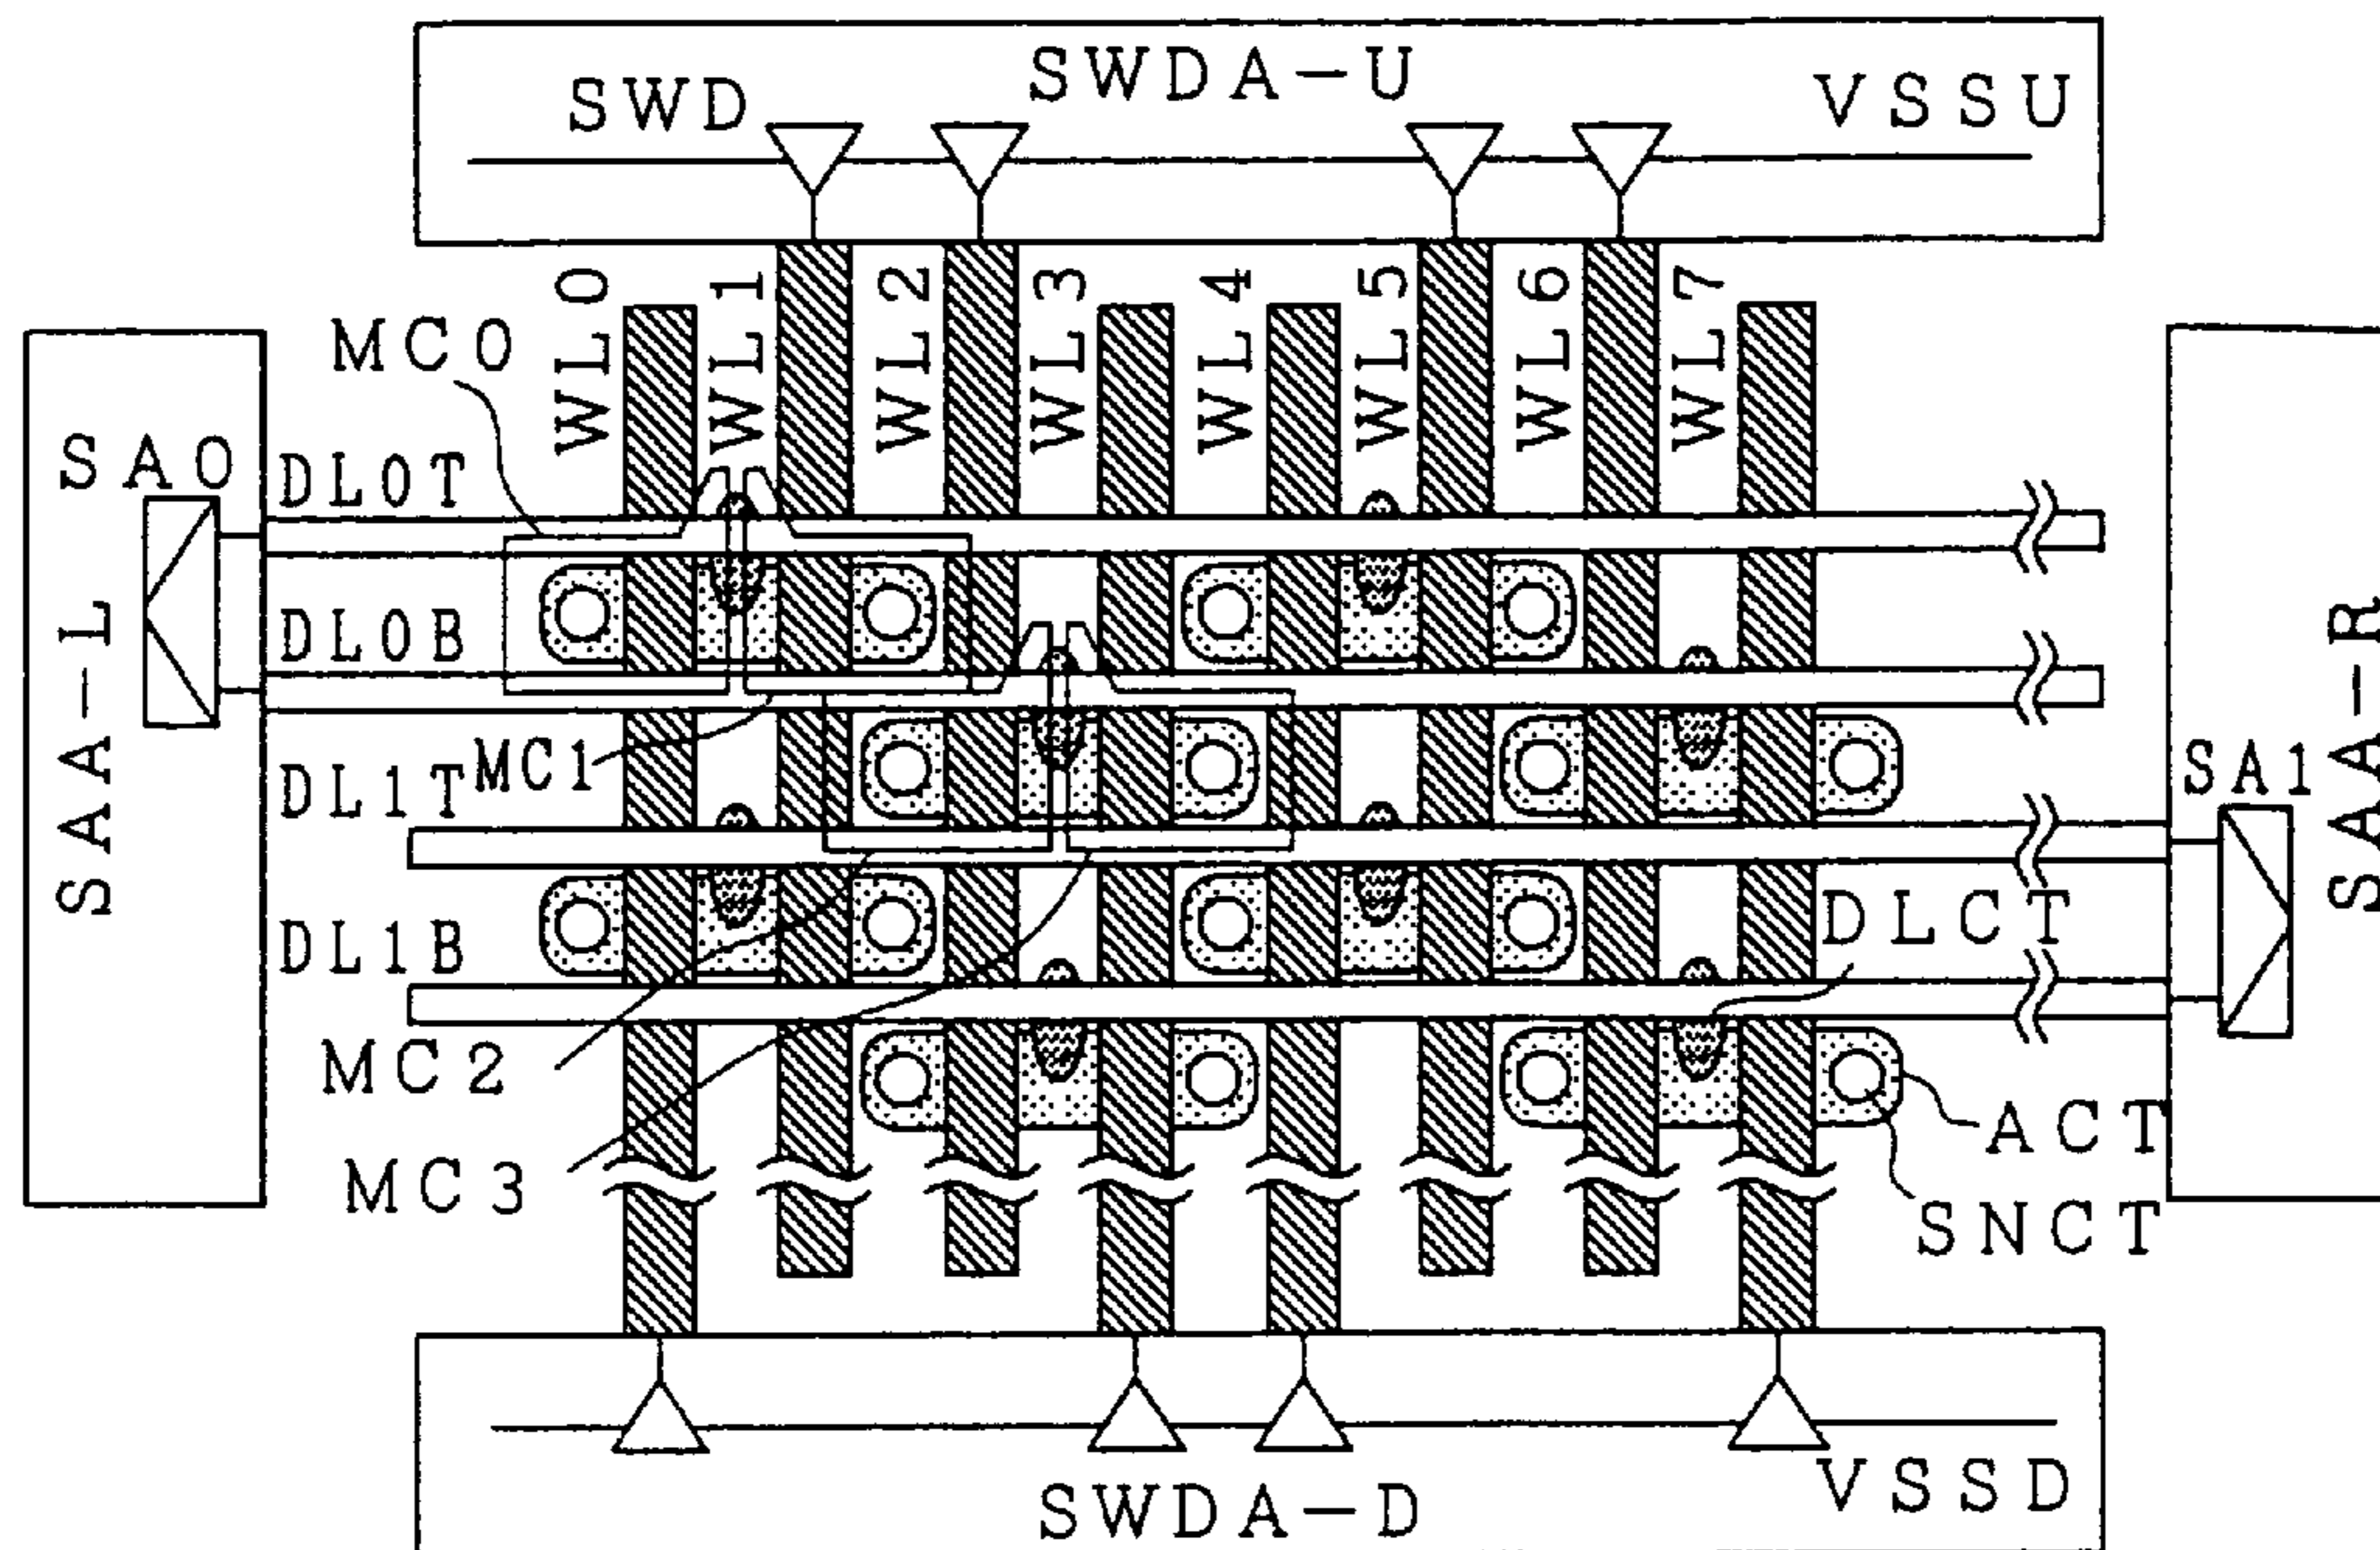 SWDA-U
SWD
VSSU
WL0
WL1
WL2
WL3
WL4
WL5
WL6
WL7
MC0
SA0
DL0T
DL0B
SAA-L
MC1
DL1T
SA1
SAA-R
DL1B
DLCT
MC2
ACT
MC3
SNCT
VSSD
SWDA-D